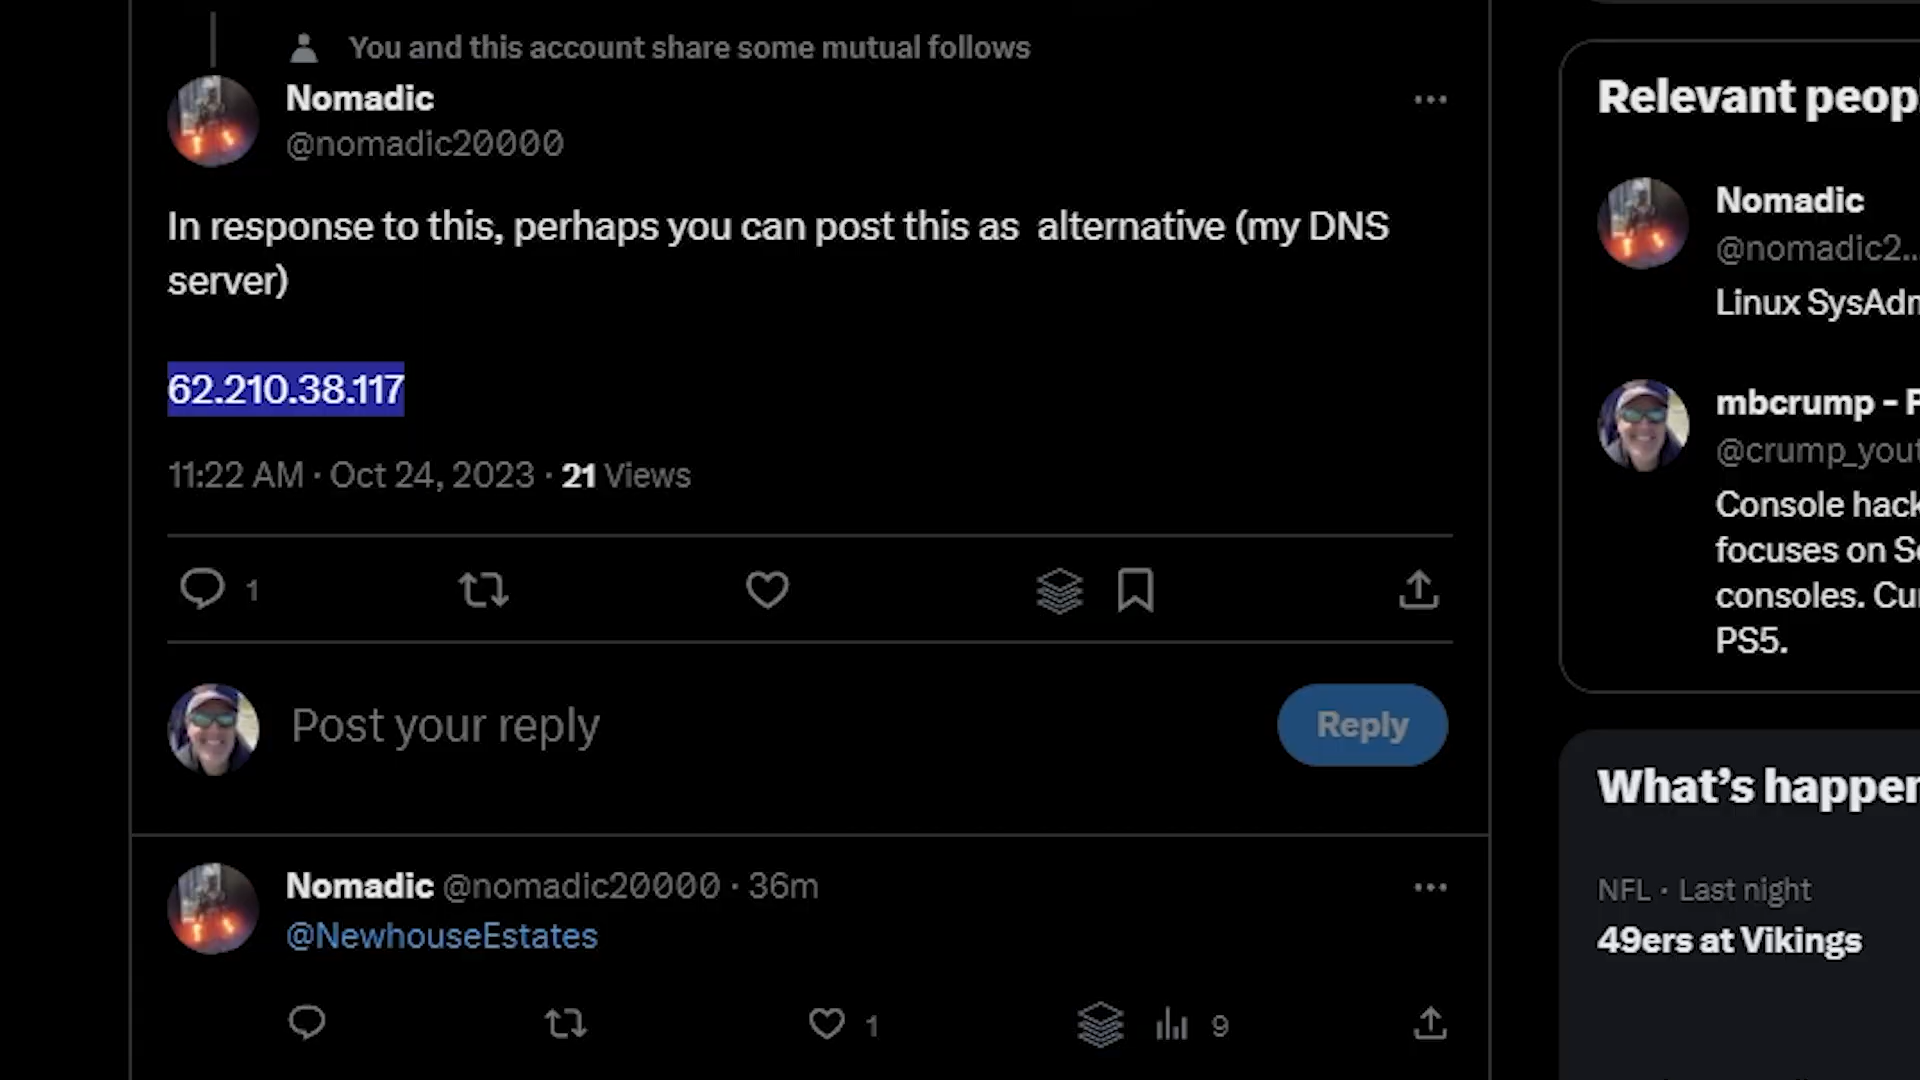 You and this account share some mutual follows
Nomadic
@nomadic20000
In response to this, perhaps you can post this as alternative (my DNS
server)
62.210.38.117
11:22 AM · Oct 24, 2023 · 21 Views
1
Post your reply
Reply
Nomadic @nomadic20000 · 36m
@NewhouseEstates
1
9
Relevant peop
Nomadic
@nomadic2...
Linux SysAdm
mbcrump - P
@crump_yout
Console hack
focuses on So
consoles. Cur
PS5.
What's happen
NFL · Last night
49ers at Vikings